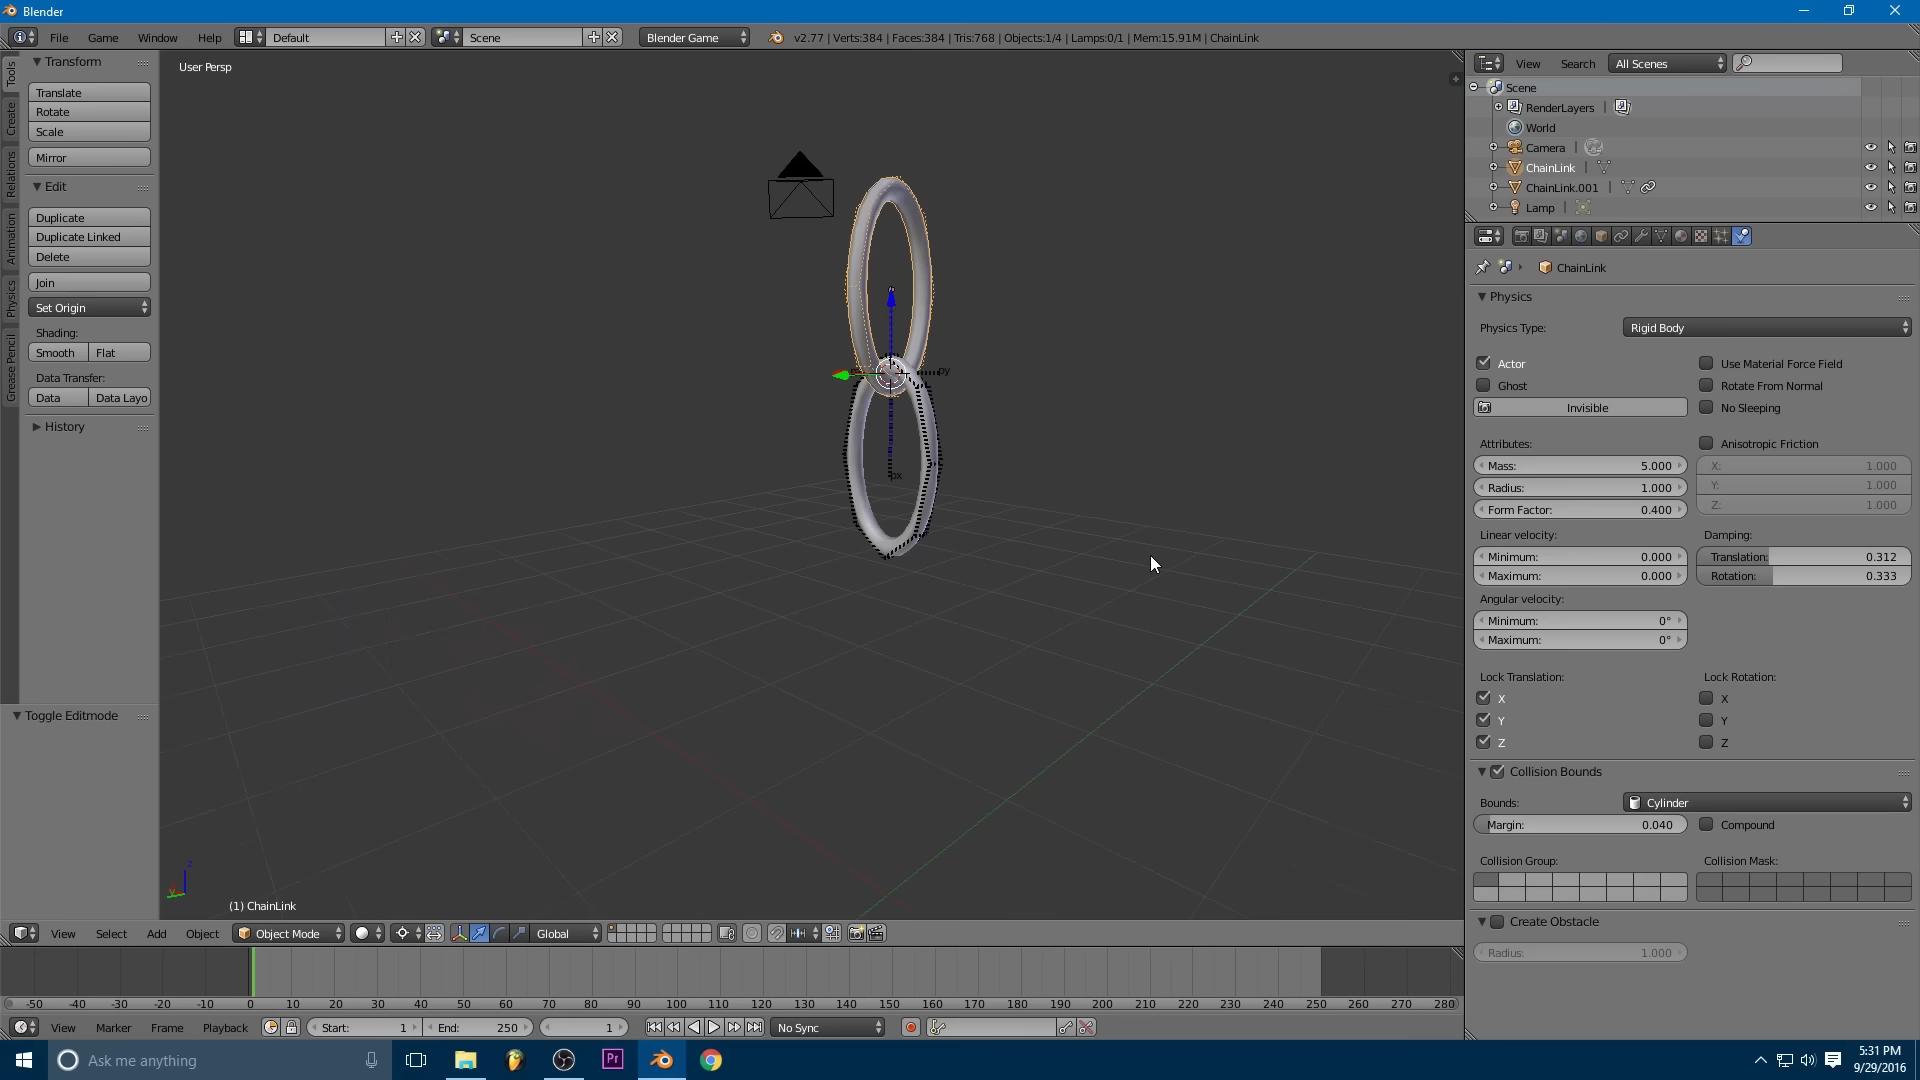 Blender
File Game Window Help Default Scene Blender Game v2.77 | Verts:384 | Faces:384 | Tris:768 | Objects:1/4 | Lamps:0/1 | Mem:15.91M | ChainLink
Tools
Create
Relations
Animation
Physics
Grease Pencil
Transform
Translate
Rotate
Scale
Mirror
Edit
Duplicate
Duplicate Linked
Delete
Join
Set Origin
Shading:
Smooth Flat
Data Transfer:
Data Data Layo
History
Toggle Editmode
User Persp
py
px
z
y
(1) ChainLink
View Select Add Object Object Mode Global
-50 -40 -30 -20 -10 0 10 20 30 40 50 60 70 80 90 100 110 120 130 140 150 160 170 180 190 200 210 220 230 240 250 260 270 280
View Marker Frame Playback Start: 1 End: 250 1 No Sync
View Search All Scenes
Scene
RenderLayers
World
Camera
ChainLink
ChainLink.001
Lamp
ChainLink
Physics
Physics Type: Rigid Body
Actor Use Material Force Field
Ghost Rotate From Normal
Invisible No Sleeping
Attributes: Anisotropic Friction
Mass: 5.000 X: 1.000
Radius: 1.000 Y: 1.000
Form Factor: 0.400 Z: 1.000
Linear velocity: Damping:
Minimum: 0.000 Translation: 0.312
Maximum: 0.000 Rotation: 0.333
Angular velocity:
Minimum: 0°
Maximum: 0°
Lock Translation: Lock Rotation:
X X
Y Y
Z Z
Collision Bounds
Bounds: Cylinder
Margin: 0.040 Compound
Collision Group: Collision Mask:
Create Obstacle
Radius: 1.000
Ask me anything
Pr
5:31 PM
9/29/2016